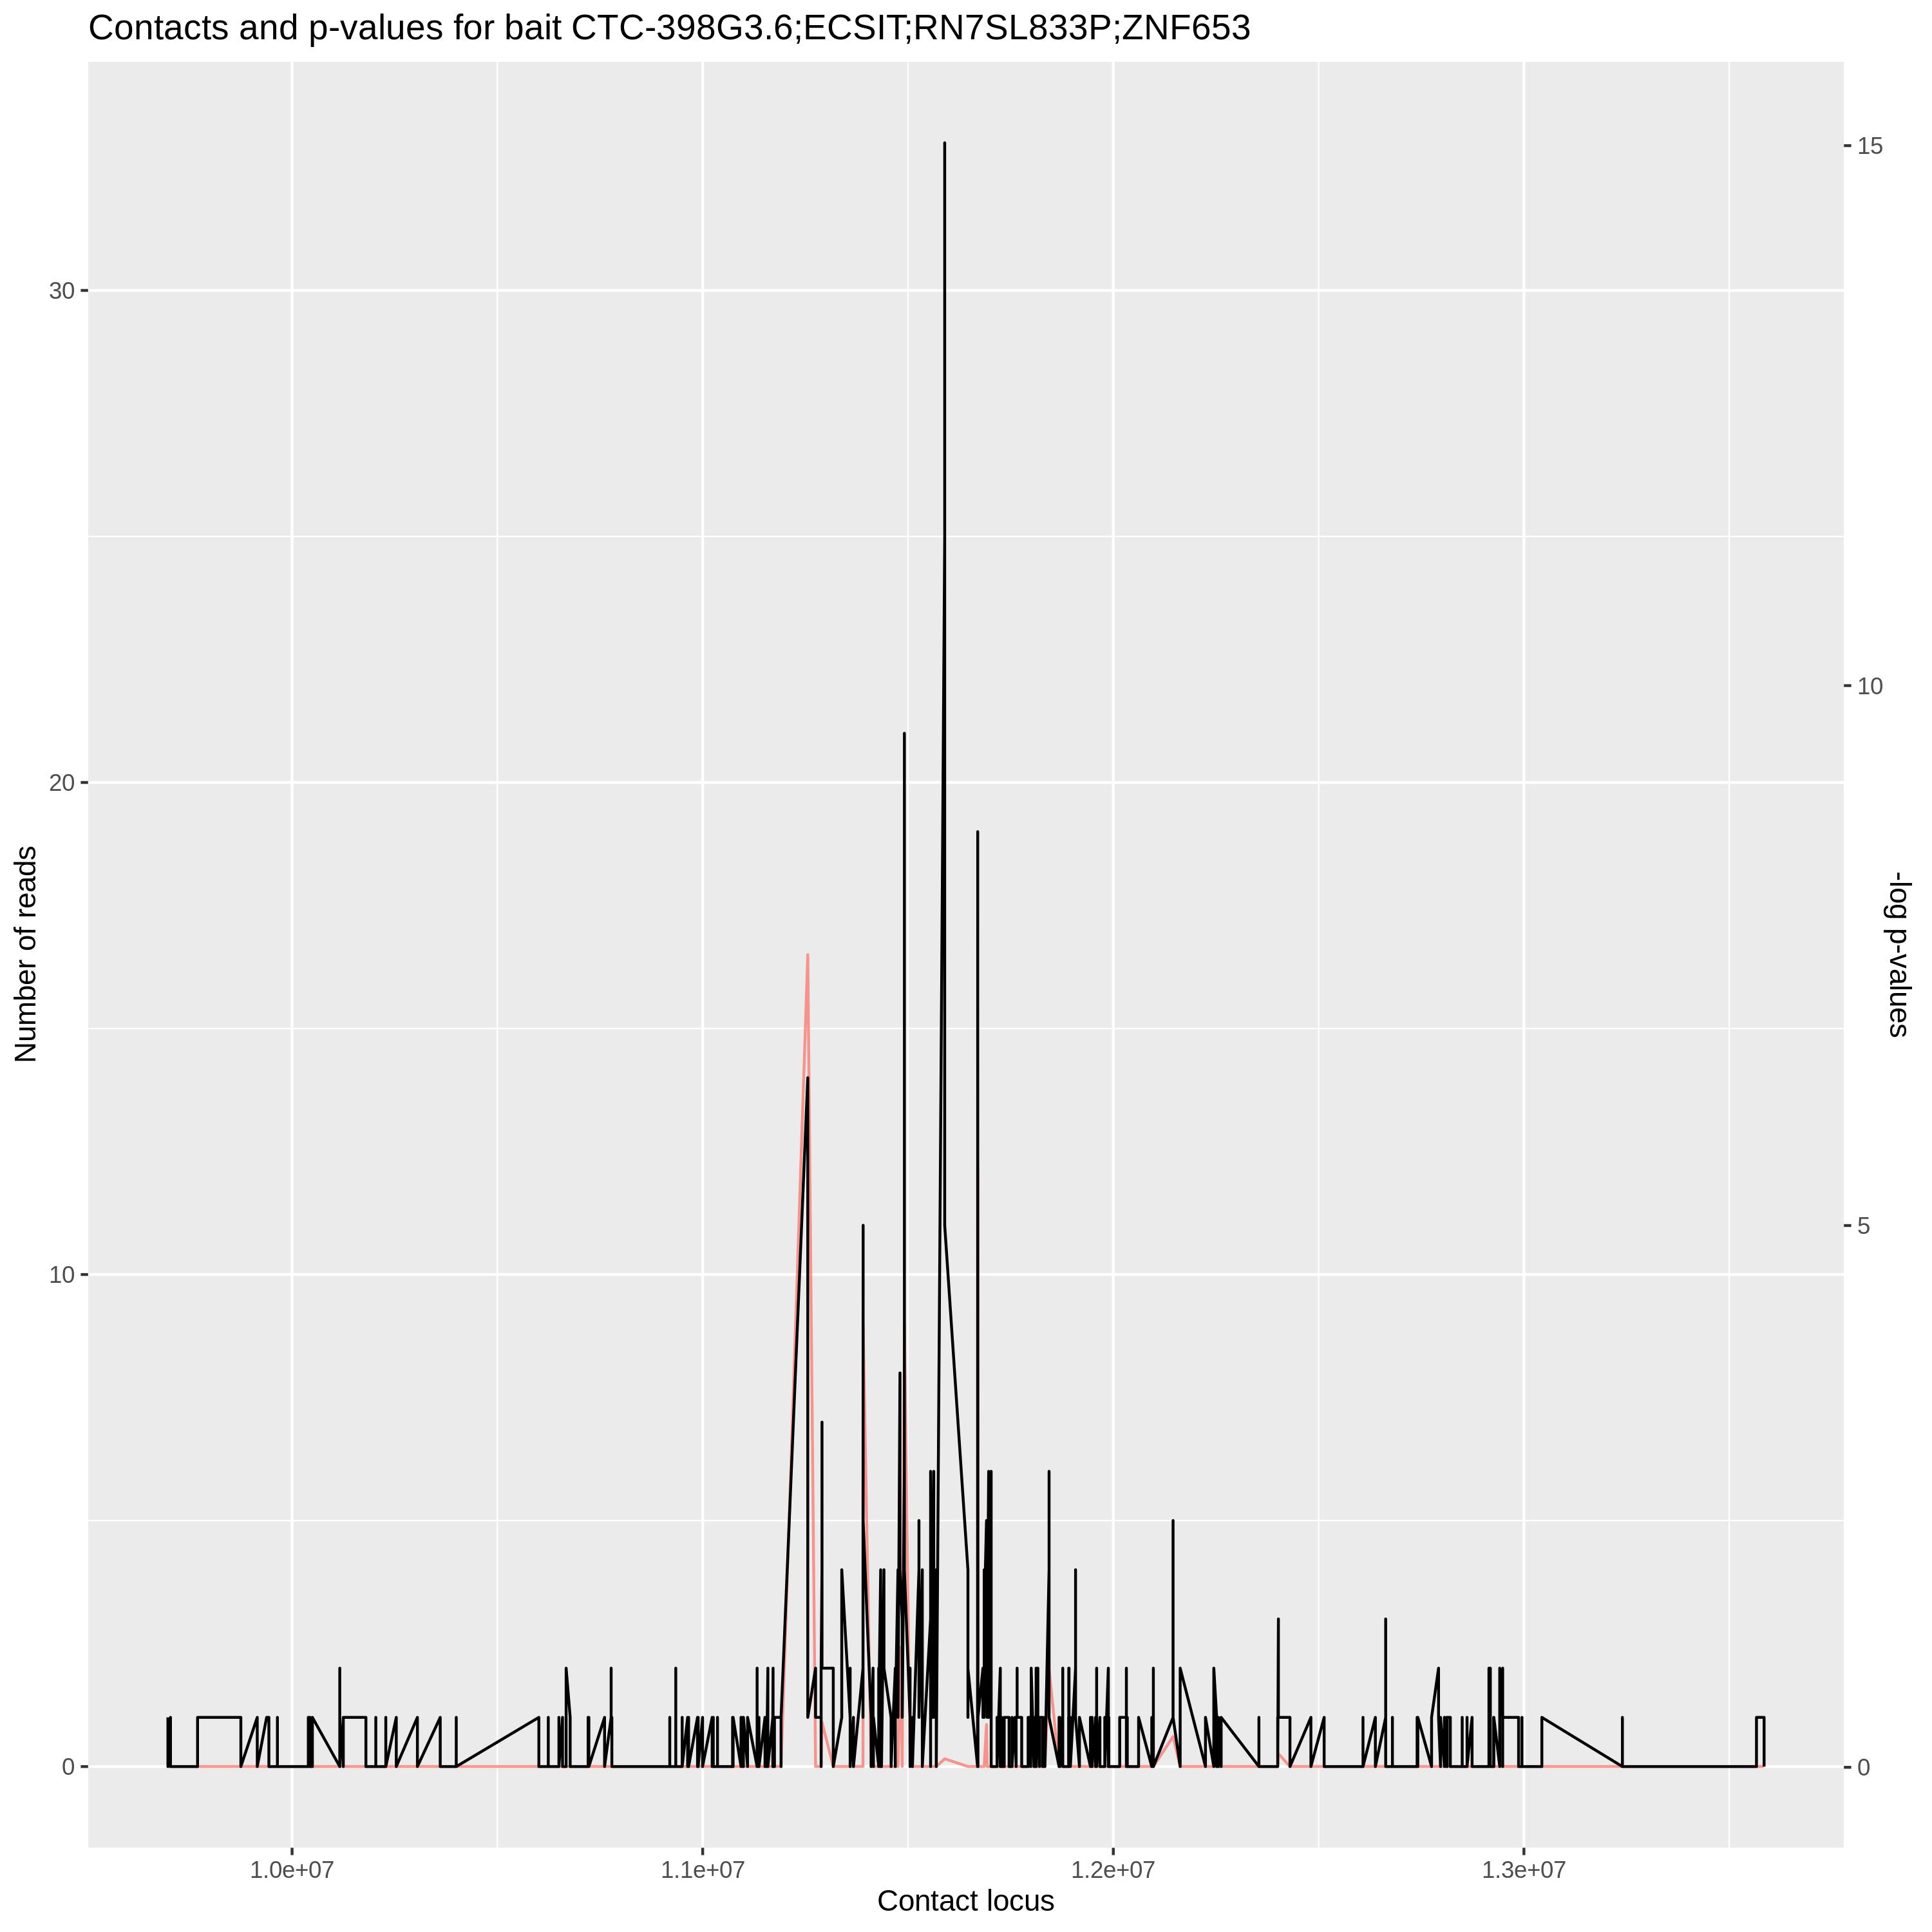 Contacts and p-values for bait CTC-398G3.6;ECSIT;RN7SL833P;ZNF653
30
20
10
0
Number of reads
15
10
5
0
-log p-values
1.0e+07
1.1e+07
1.2e+07
1.3e+07
Contact locus